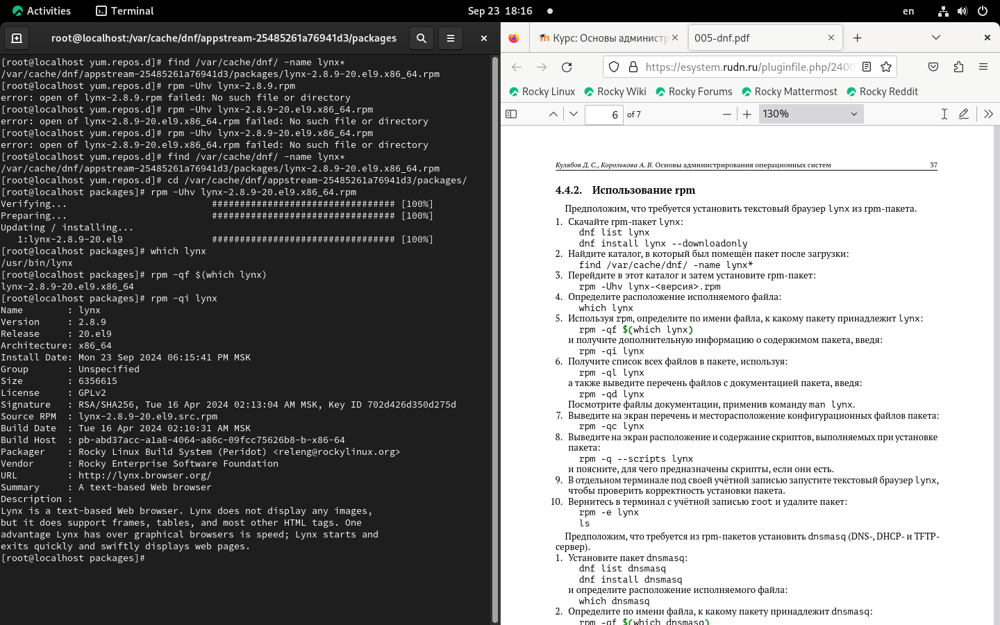 Activities Terminal Sep 23 18:16 en
root@localhost:/var/cache/dnf/appstream-25485261a76941d3/packages
[root@localhost yum.repos.d]# find /var/cache/dnf/ -name lynx*
/var/cache/dnf/appstream-25485261a76941d3/packages/lynx-2.8.9-20.el9.x86_64.rpm
[root@localhost yum.repos.d]# rpm -Uhv lynx-2.8.9.rpm
error: open of lynx-2.8.9.rpm failed: No such file or directory
[root@localhost yum.repos.d]# rpm -Uhv lynx-2.8.9-20.el9.x86_64.rpm
error: open of lynx-2.8.9-20.el9.x86_64.rpm failed: No such file or directory
[root@localhost yum.repos.d]# rpm -Uhv lynx-2.8.9-20.el9.x86_64.rpm
error: open of lynx-2.8.9-20.el9.x86_64.rpm failed: No such file or directory
[root@localhost yum.repos.d]# find /var/cache/dnf/ -name lynx*
/var/cache/dnf/appstream-25485261a76941d3/packages/lynx-2.8.9-20.el9.x86_64.rpm
[root@localhost yum.repos.d]# cd /var/cache/dnf/appstream-25485261a76941d3/packages/
[root@localhost packages]# rpm -Uhv lynx-2.8.9-20.el9.x86_64.rpm
Verifying... ################################# [100%]
Preparing... ################################# [100%]
Updating / installing...
1:lynx-2.8.9-20.el9 ################################# [100%]
[root@localhost packages]# which lynx
/usr/bin/lynx
[root@localhost packages]# rpm -qf $(which lynx)
lynx-2.8.9-20.el9.x86_64
[root@localhost packages]# rpm -qi lynx
Name : lynx
Version : 2.8.9
Release : 20.el9
Architecture: x86_64
Install Date: Mon 23 Sep 2024 06:15:41 PM MSK
Group : Unspecified
Size : 6356615
License : GPLv2
Signature : RSA/SHA256, Tue 16 Apr 2024 02:13:04 AM MSK, Key ID 702d426d350d275d
Source RPM : lynx-2.8.9-20.el9.src.rpm
Build Date : Tue 16 Apr 2024 02:10:31 AM MSK
Build Host : pb-abd37acc-a1a8-4064-a86c-09fcc75626b8-b-x86-64
Packager : Rocky Linux Build System (Peridot) <releng@rockylinux.org>
Vendor : Rocky Enterprise Software Foundation
URL : http://lynx.browser.org/
Summary : A text-based Web browser
Description :
Lynx is a text-based Web browser. Lynx does not display any images,
but it does support frames, tables, and most other HTML tags. One
advantage Lynx has over graphical browsers is speed; Lynx starts and
exits quickly and swiftly displays web pages.
[root@localhost packages]#
Курс: Основы администр 005-dnf.pdf
https://esystem.rudn.ru/pluginfile.php/2400
Rocky Linux Rocky Wiki Rocky Forums Rocky Mattermost Rocky Reddit
6 of 7 130%
Кулябов Д. С., Королькова А. В. Основы администрирования операционных систем 37
4.4.2. Использование rpm
Предположим, что требуется установить текстовый браузер lynx из rpm-пакета.
1. Скачайте rpm-пакет lynx:
dnf list lynx
dnf install lynx --downloadonly
2. Найдите каталог, в который был помещён пакет после загрузки:
find /var/cache/dnf/ -name lynx*
3. Перейдите в этот каталог и затем установите rpm-пакет:
rpm -Uhv lynx-<версия>.rpm
4. Определите расположение исполняемого файла:
which lynx
5. Используя rpm, определите по имени файла, к какому пакету принадлежит lynx:
rpm -qf $(which lynx)
и получите дополнительную информацию о содержимом пакета, введя:
rpm -qi lynx
6. Получите список всех файлов в пакете, используя:
rpm -ql lynx
а также выведите перечень файлов с документацией пакета, введя:
rpm -qd lynx
Посмотрите файлы документации, применив команду man lynx.
7. Выведите на экран перечень и месторасположение конфигурационных файлов пакета:
rpm -qc lynx
8. Выведите на экран расположение и содержание скриптов, выполняемых при установке
пакета:
rpm -q --scripts lynx
и поясните, для чего предназначены скрипты, если они есть.
9. В отдельном терминале под своей учётной записью запустите текстовый браузер lynx,
чтобы проверить корректность установки пакета.
10. Вернитесь в терминал с учётной записью root и удалите пакет:
rpm -e lynx
ls
Предположим, что требуется из rpm-пакетов установить dnsmasq (DNS-, DHCP- и TFTP-
сервер).
1. Установите пакет dnsmasq:
dnf list dnsmasq
dnf install dnsmasq
и определите расположение исполняемого файла:
which dnsmasq
2. Определите по имени файла, к какому пакету принадлежит dnsmasq:
rpm -qf $(which dnsmasq)